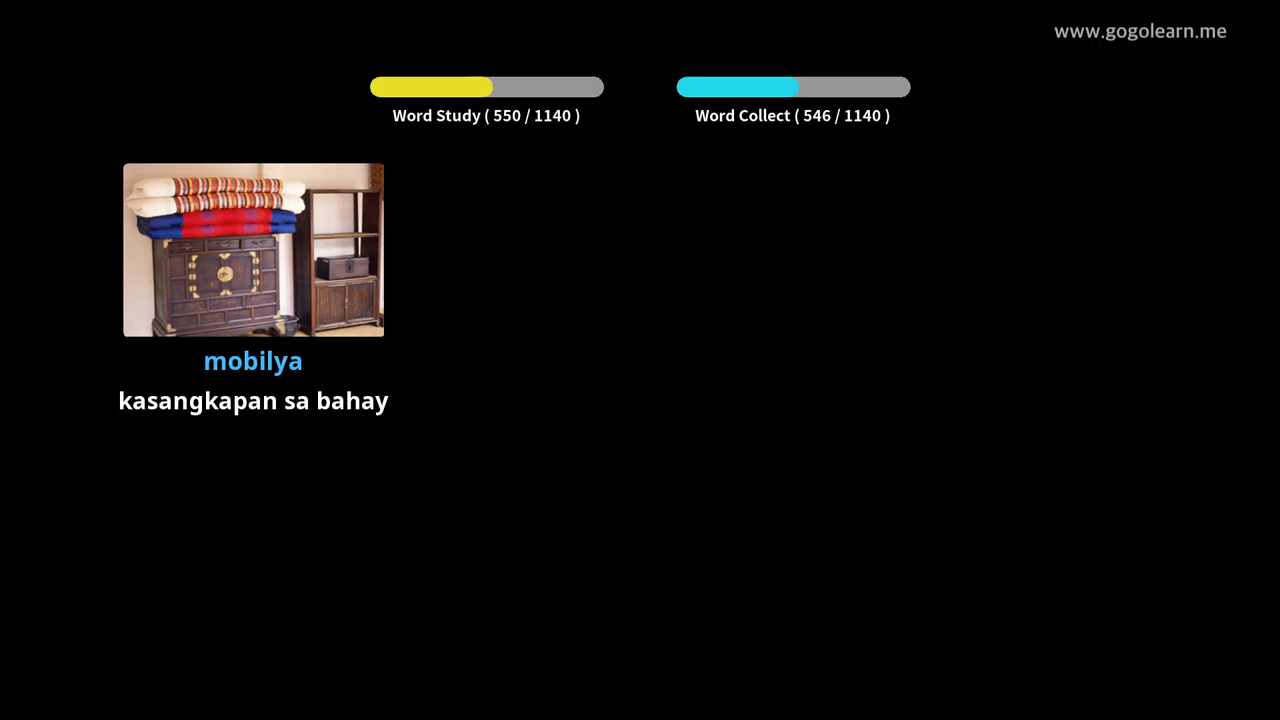 www.gogolearn.me
Word Study ( 550 / 1140 )
Word Collect ( 546 / 1140 )
mobilya
kasangkapan sa bahay